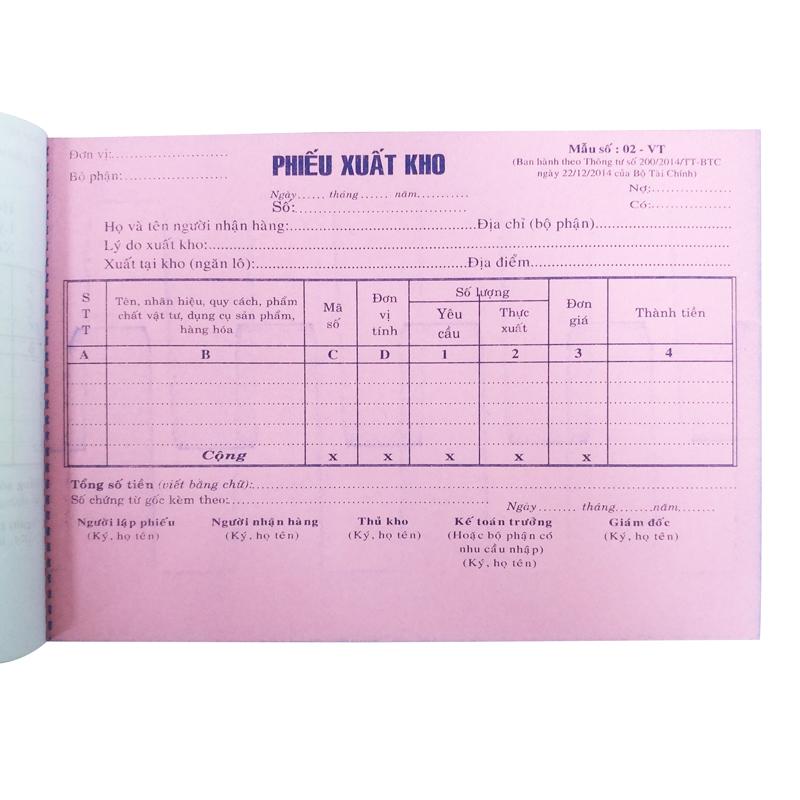 Đơn vị:...............................
Bộ phận:............................
PHIẾU XUẤT KHO
Mẫu số : 02 - VT
(Ban hành theo Thông tư số 200/2014/TT-BTC
ngày 22/12/2014 của Bộ Tài Chính)
Ngày...... tháng ...... năm..........
Số:..........................................
Nợ:....................
Có:....................
Họ và tên người nhận hàng:..............................................Địa chỉ (bộ phận)..................................
Lý do xuất kho:..................................................................................................................
Xuất tại kho (ngăn lô):.....................................................Địa điểm..........................................
STT
Tên, nhãn hiệu, quy cách, phẩm chất vật tư, dụng cụ sản phẩm, hàng hóa
Mã số
Đơn vị tính
Số lượng
Yêu cầu
Thực xuất
Đơn giá
Thành tiền
A B C D 1 2 3 4
Cộng x x x x x
Tổng số tiền (viết bằng chữ):..............................................................................................
Số chứng từ gốc kèm theo:................................................................
Ngày........ tháng........năm........
Người lập phiếu Người nhận hàng Thủ kho Kế toán trưởng Giám đốc
(Ký, họ tên) (Ký, họ tên) (Ký, họ tên) (Hoặc bộ phận có (Ký, họ tên)
nhu cầu nhập)
(Ký, họ tên)